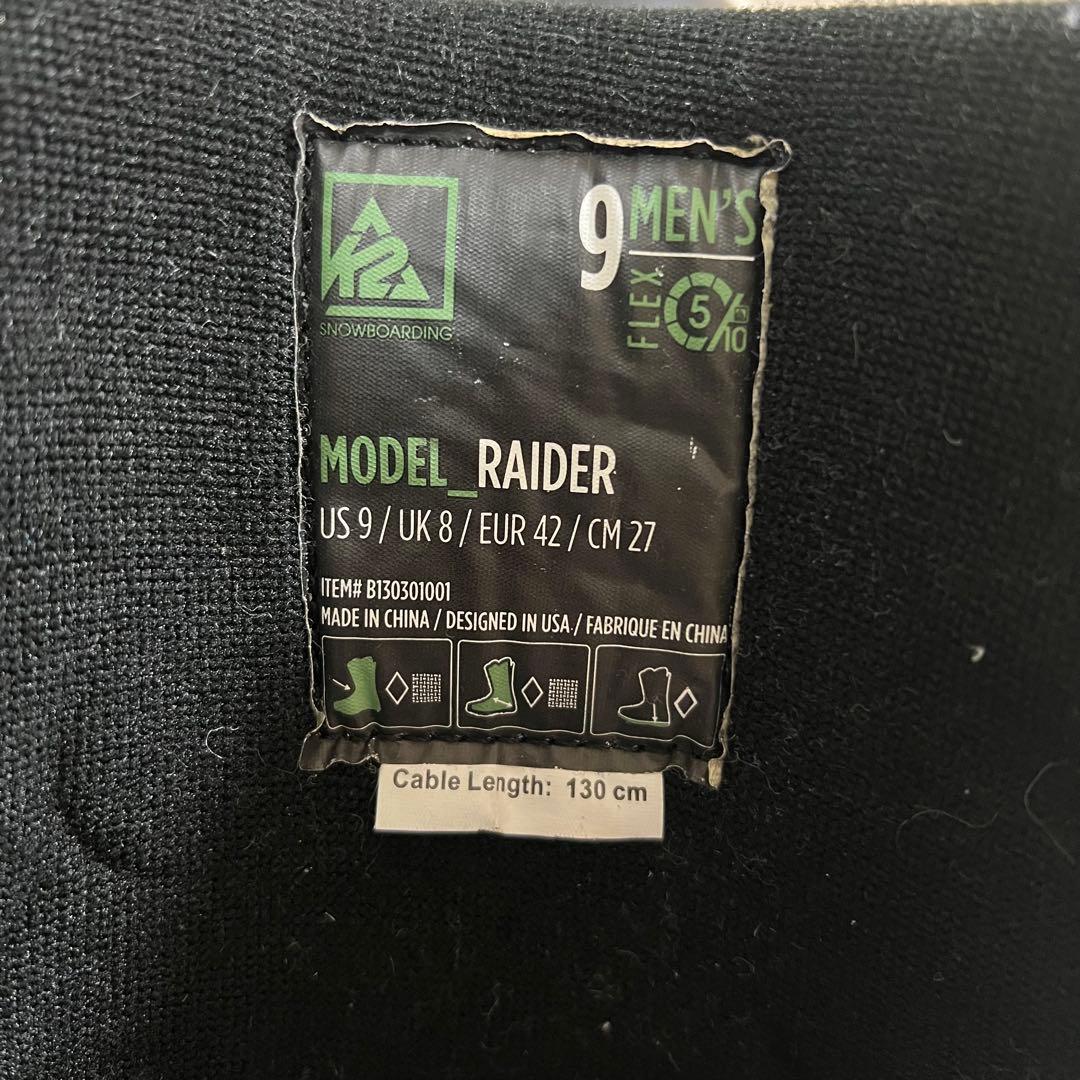 K2
SNOWBOARDING
9 MEN'S
FLEX 5/10
MODEL_RAIDER
US 9 / UK 8 / EUR 42 / CM 27
ITEM# B130301001
MADE IN CHINA / DESIGNED IN USA / FABRIQUE EN CHINA
Cable Length: 130 cm